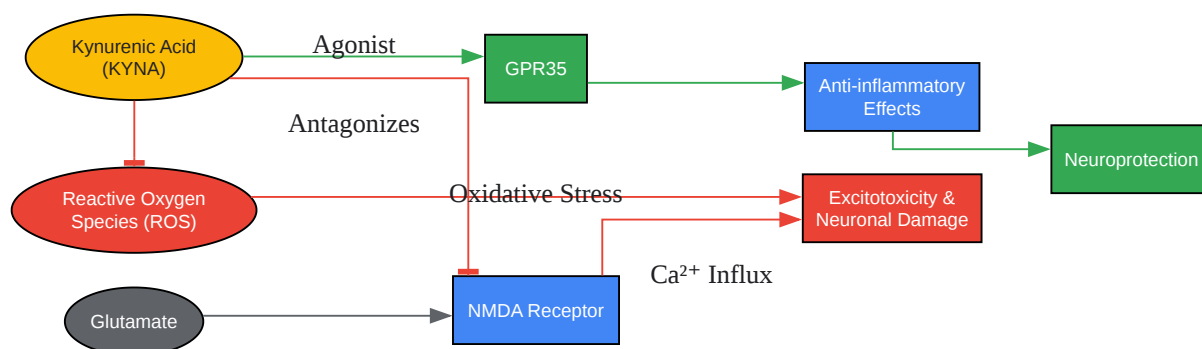 Kynurenic Acid
(KYNA)
Agonist
GPR35
Anti-inflammatory
Effects
Antagonizes
Neuroprotection
Reactive Oxygen
Species (ROS)
Oxidative Stress
Excitotoxicity &
Neuronal Damage
Ca²⁺ Influx
Glutamate
NMDA Receptor